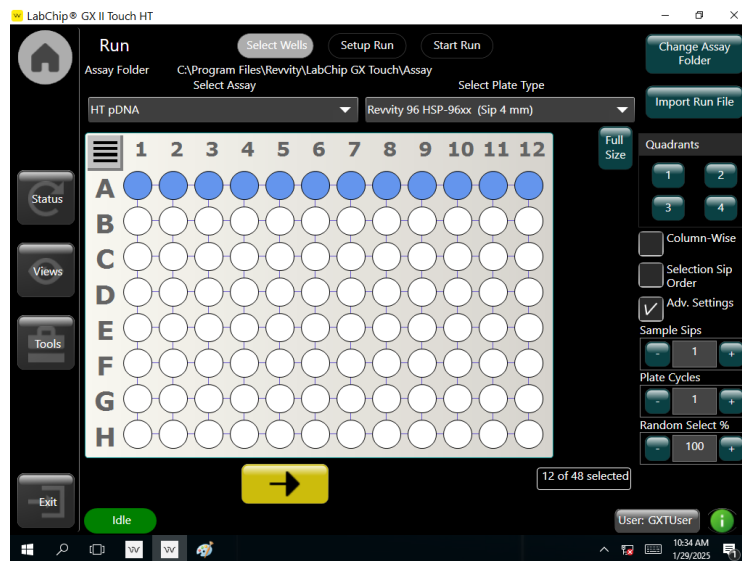 LabChip® GX II Touch HT
Run
Select Wells
Setup Run
Start Run
Change Assay
Folder
Assay Folder
C:\Program Files\Revvity\LabChip GX Touch\Assay
Select Assay
Select Plate Type
HT pDNA
Revvity 96 HSP-96xx (Sip 4 mm)
Import Run File
1 2 3 4 5 6 7 8 9 10 11 12
A
B
C
D
E
F
G
H
Full
Size
Quadrants
1
2
3
4
Column-Wise
Selection Sip
Order
Adv. Settings
Sample Sips
- 1 +
Plate Cycles
- 1 +
Random Select %
- 100 +
Status
Views
Tools
Exit
12 of 48 selected
Idle
User: GXTUser
i
10:34 AM
1/29/2025
1